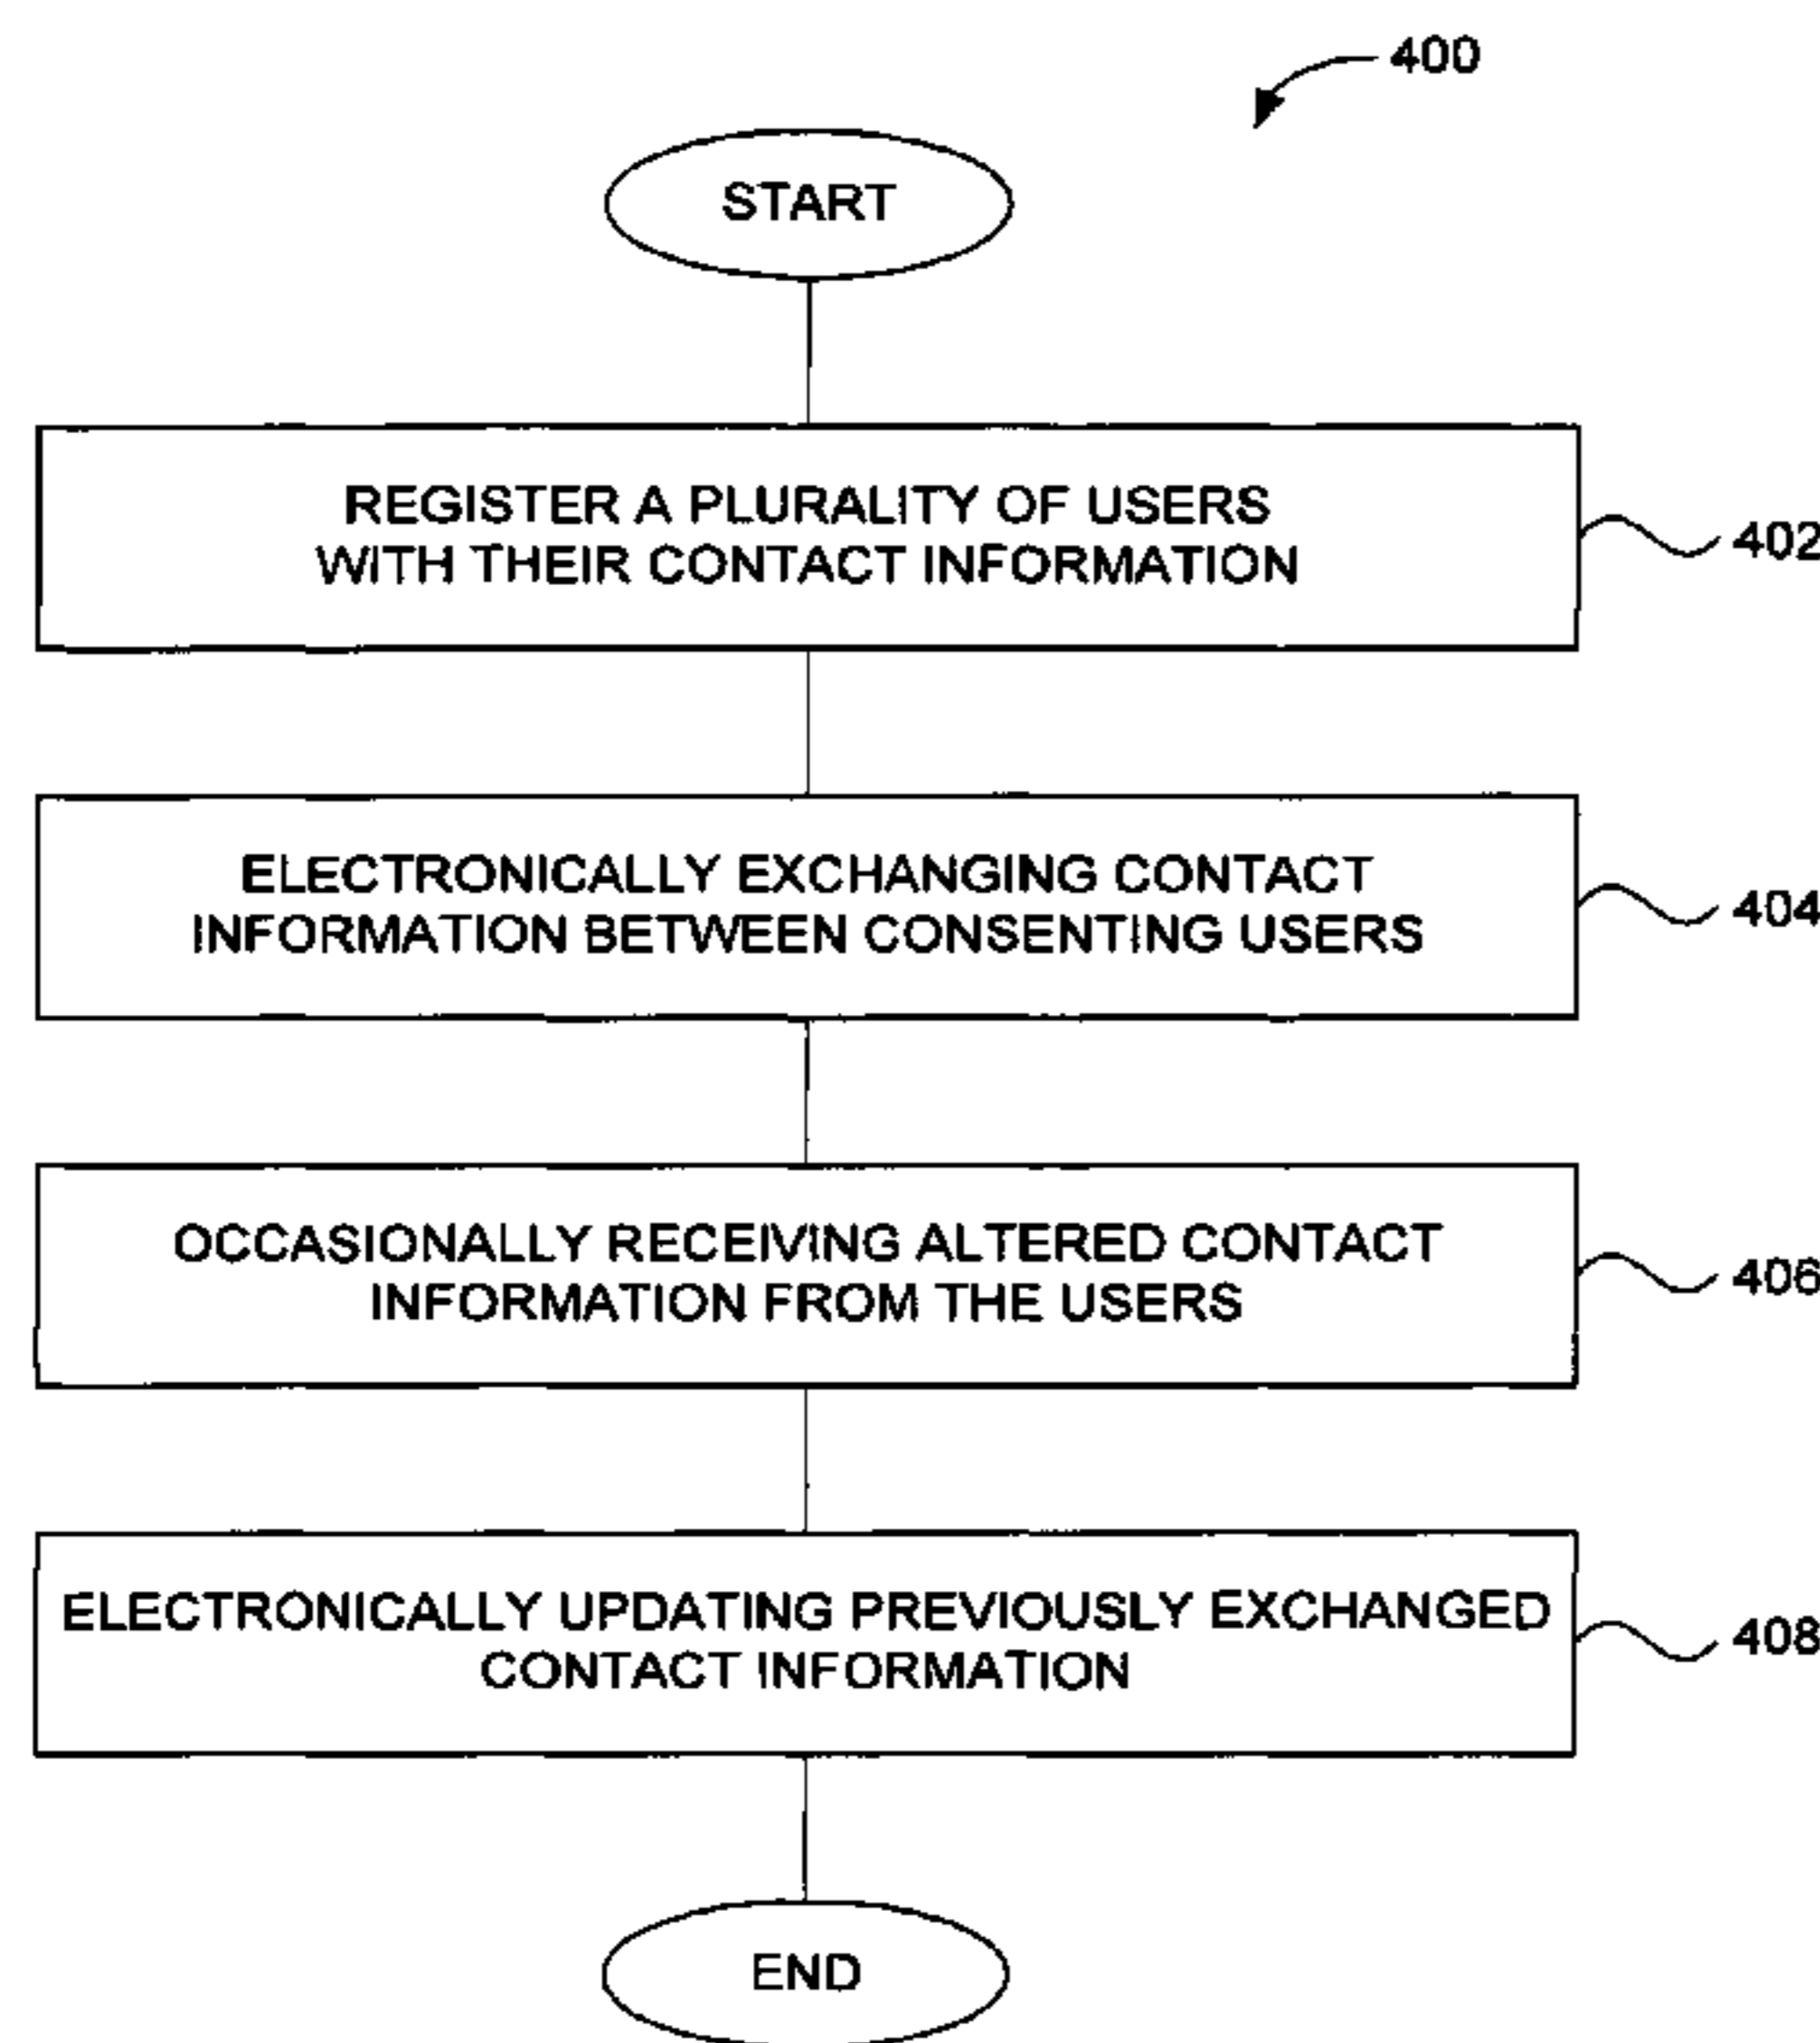 400
START
REGISTER A PLURALITY OF USERS
WITH THEIR CONTACT INFORMATION
402
ELECTRONICALLY EXCHANGING CONTACT
INFORMATION BETWEEN CONSENTING USERS
404
OCCASIONALLY RECEIVING ALTERED CONTACT
INFORMATION FROM THE USERS
406
ELECTRONICALLY UPDATING PREVIOUSLY EXCHANGED
CONTACT INFORMATION
408
END